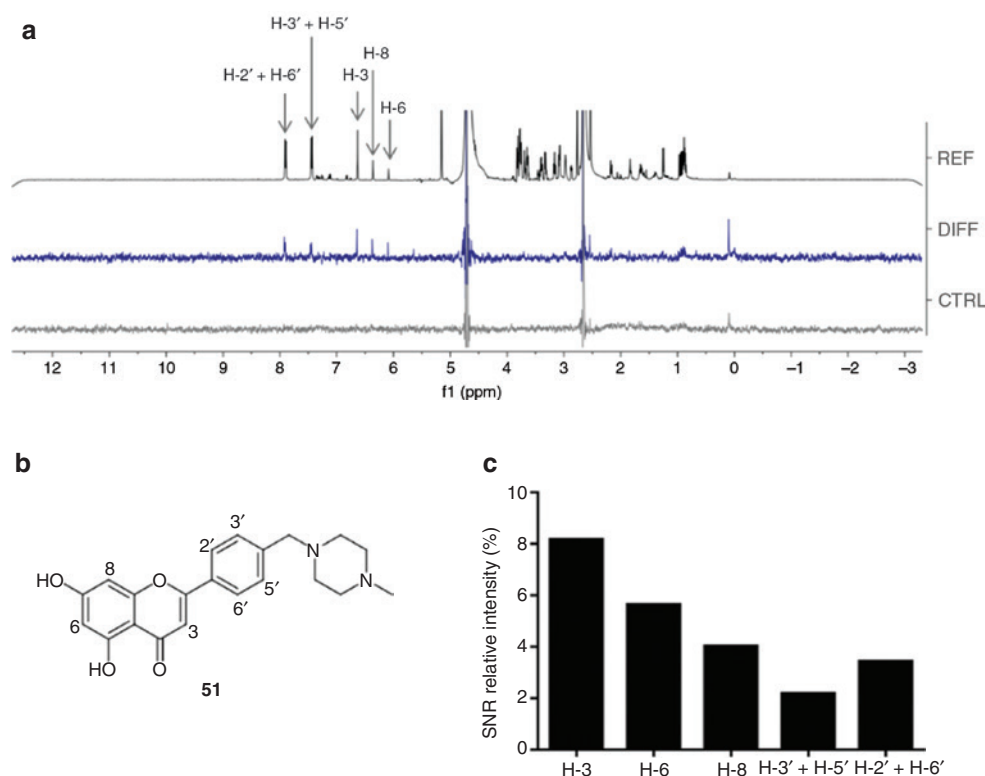 a
H-3′ + H-5′
H-8
H-2′ + H-6′
H-3
H-6
REF
DIFF
CTRL
12 11 10 9 8 7 6 5 4 3 2 1 0 −1 −2 −3
f1 (ppm)
b
3′
2′
N
8
O
5′
N
HO
6′
6
3
HO
O
51
c
SNR relative intensity (%)
10
8
6
4
2
0
H-3 H-6 H-8 H-3′ + H-5′ H-2′ + H-6′